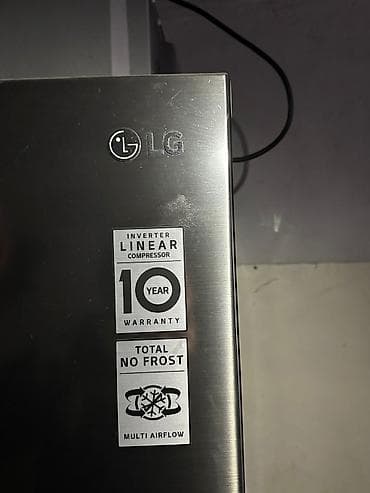 LG
INVERTER
LINEAR
COMPRESSOR
10 YEAR
WARRANTY
TOTAL
NO FROST
MULTI AIRFLOW